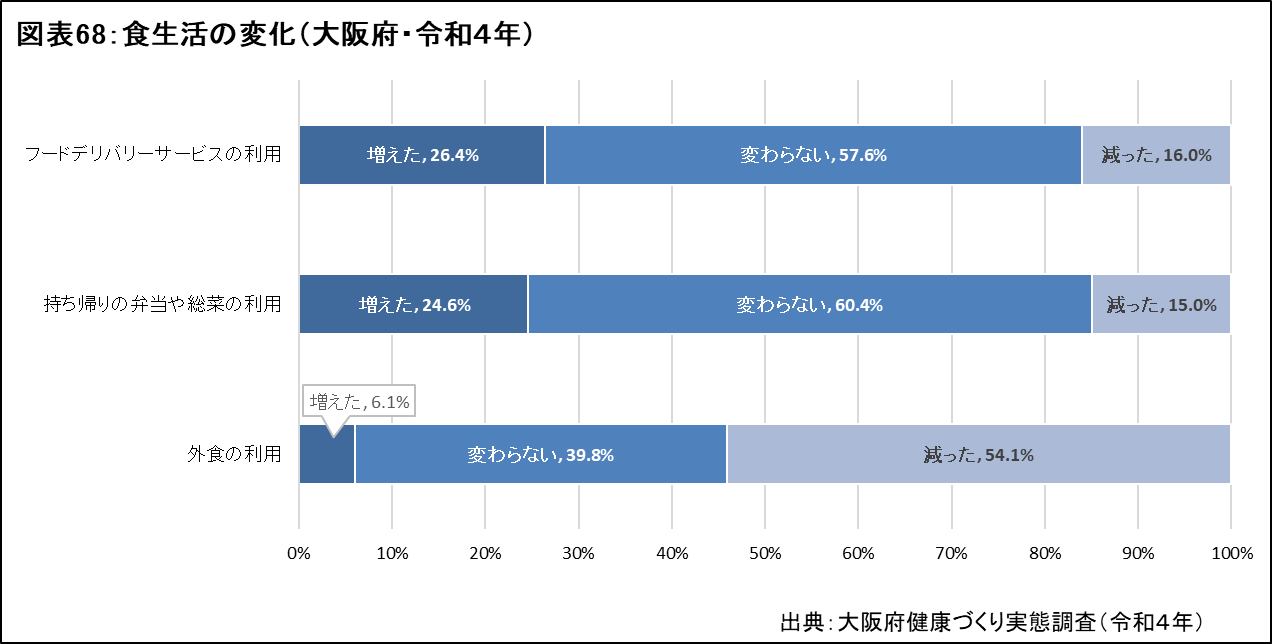 図表68：食生活の変化（大阪府・令和４年）
フードデリバリーサービスの利用
増えた, 26.4%
変わらない, 57.6%
減った, 16.0%
持ち帰りの弁当や総菜の利用
増えた, 24.6%
変わらない, 60.4%
減った, 15.0%
増えた, 6.1%
外食の利用
変わらない, 39.8%
減った, 54.1%
0% 10% 20% 30% 40% 50% 60% 70% 80% 90% 100%
出典：大阪府健康づくり実態調査（令和４年）